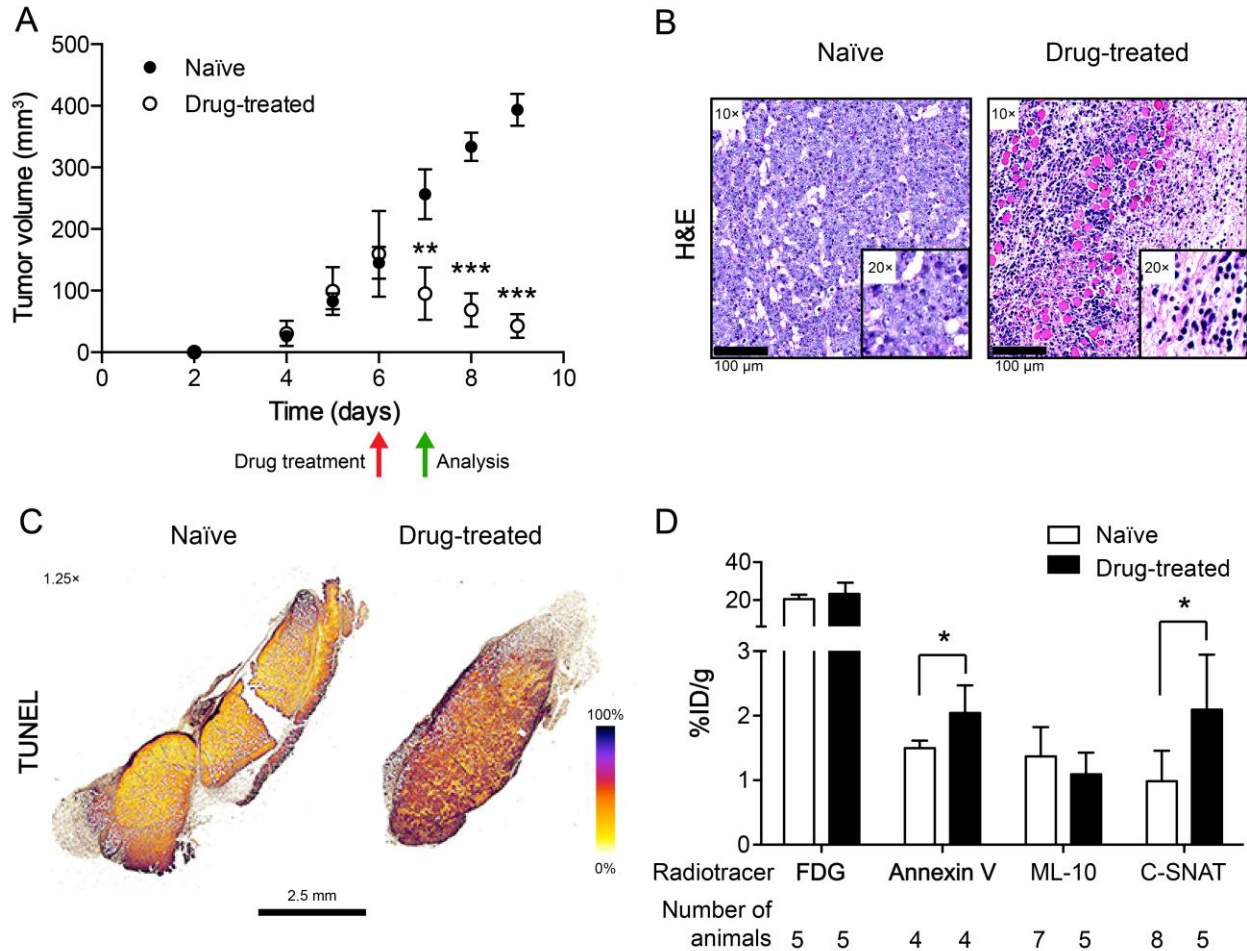 A
500
400
300
200
100
0
Tumor volume (mm³)
Naïve
Drug-treated
**
***
***
0 2 4 6 8 10
Time (days)
Drug treatment
Analysis
B
Naïve Drug-treated
H&E
10×
20×
100 µm
10×
20×
100 µm
C
Naïve Drug-treated
1.25×
TUNEL
100%
0%
2.5 mm
D
Naïve
Drug-treated
40
20
3
2
1
0
%ID/g
*
*
Radiotracer FDG Annexin V ML-10 C-SNAT
Number of
animals 5 5 4 4 7 5 8 5